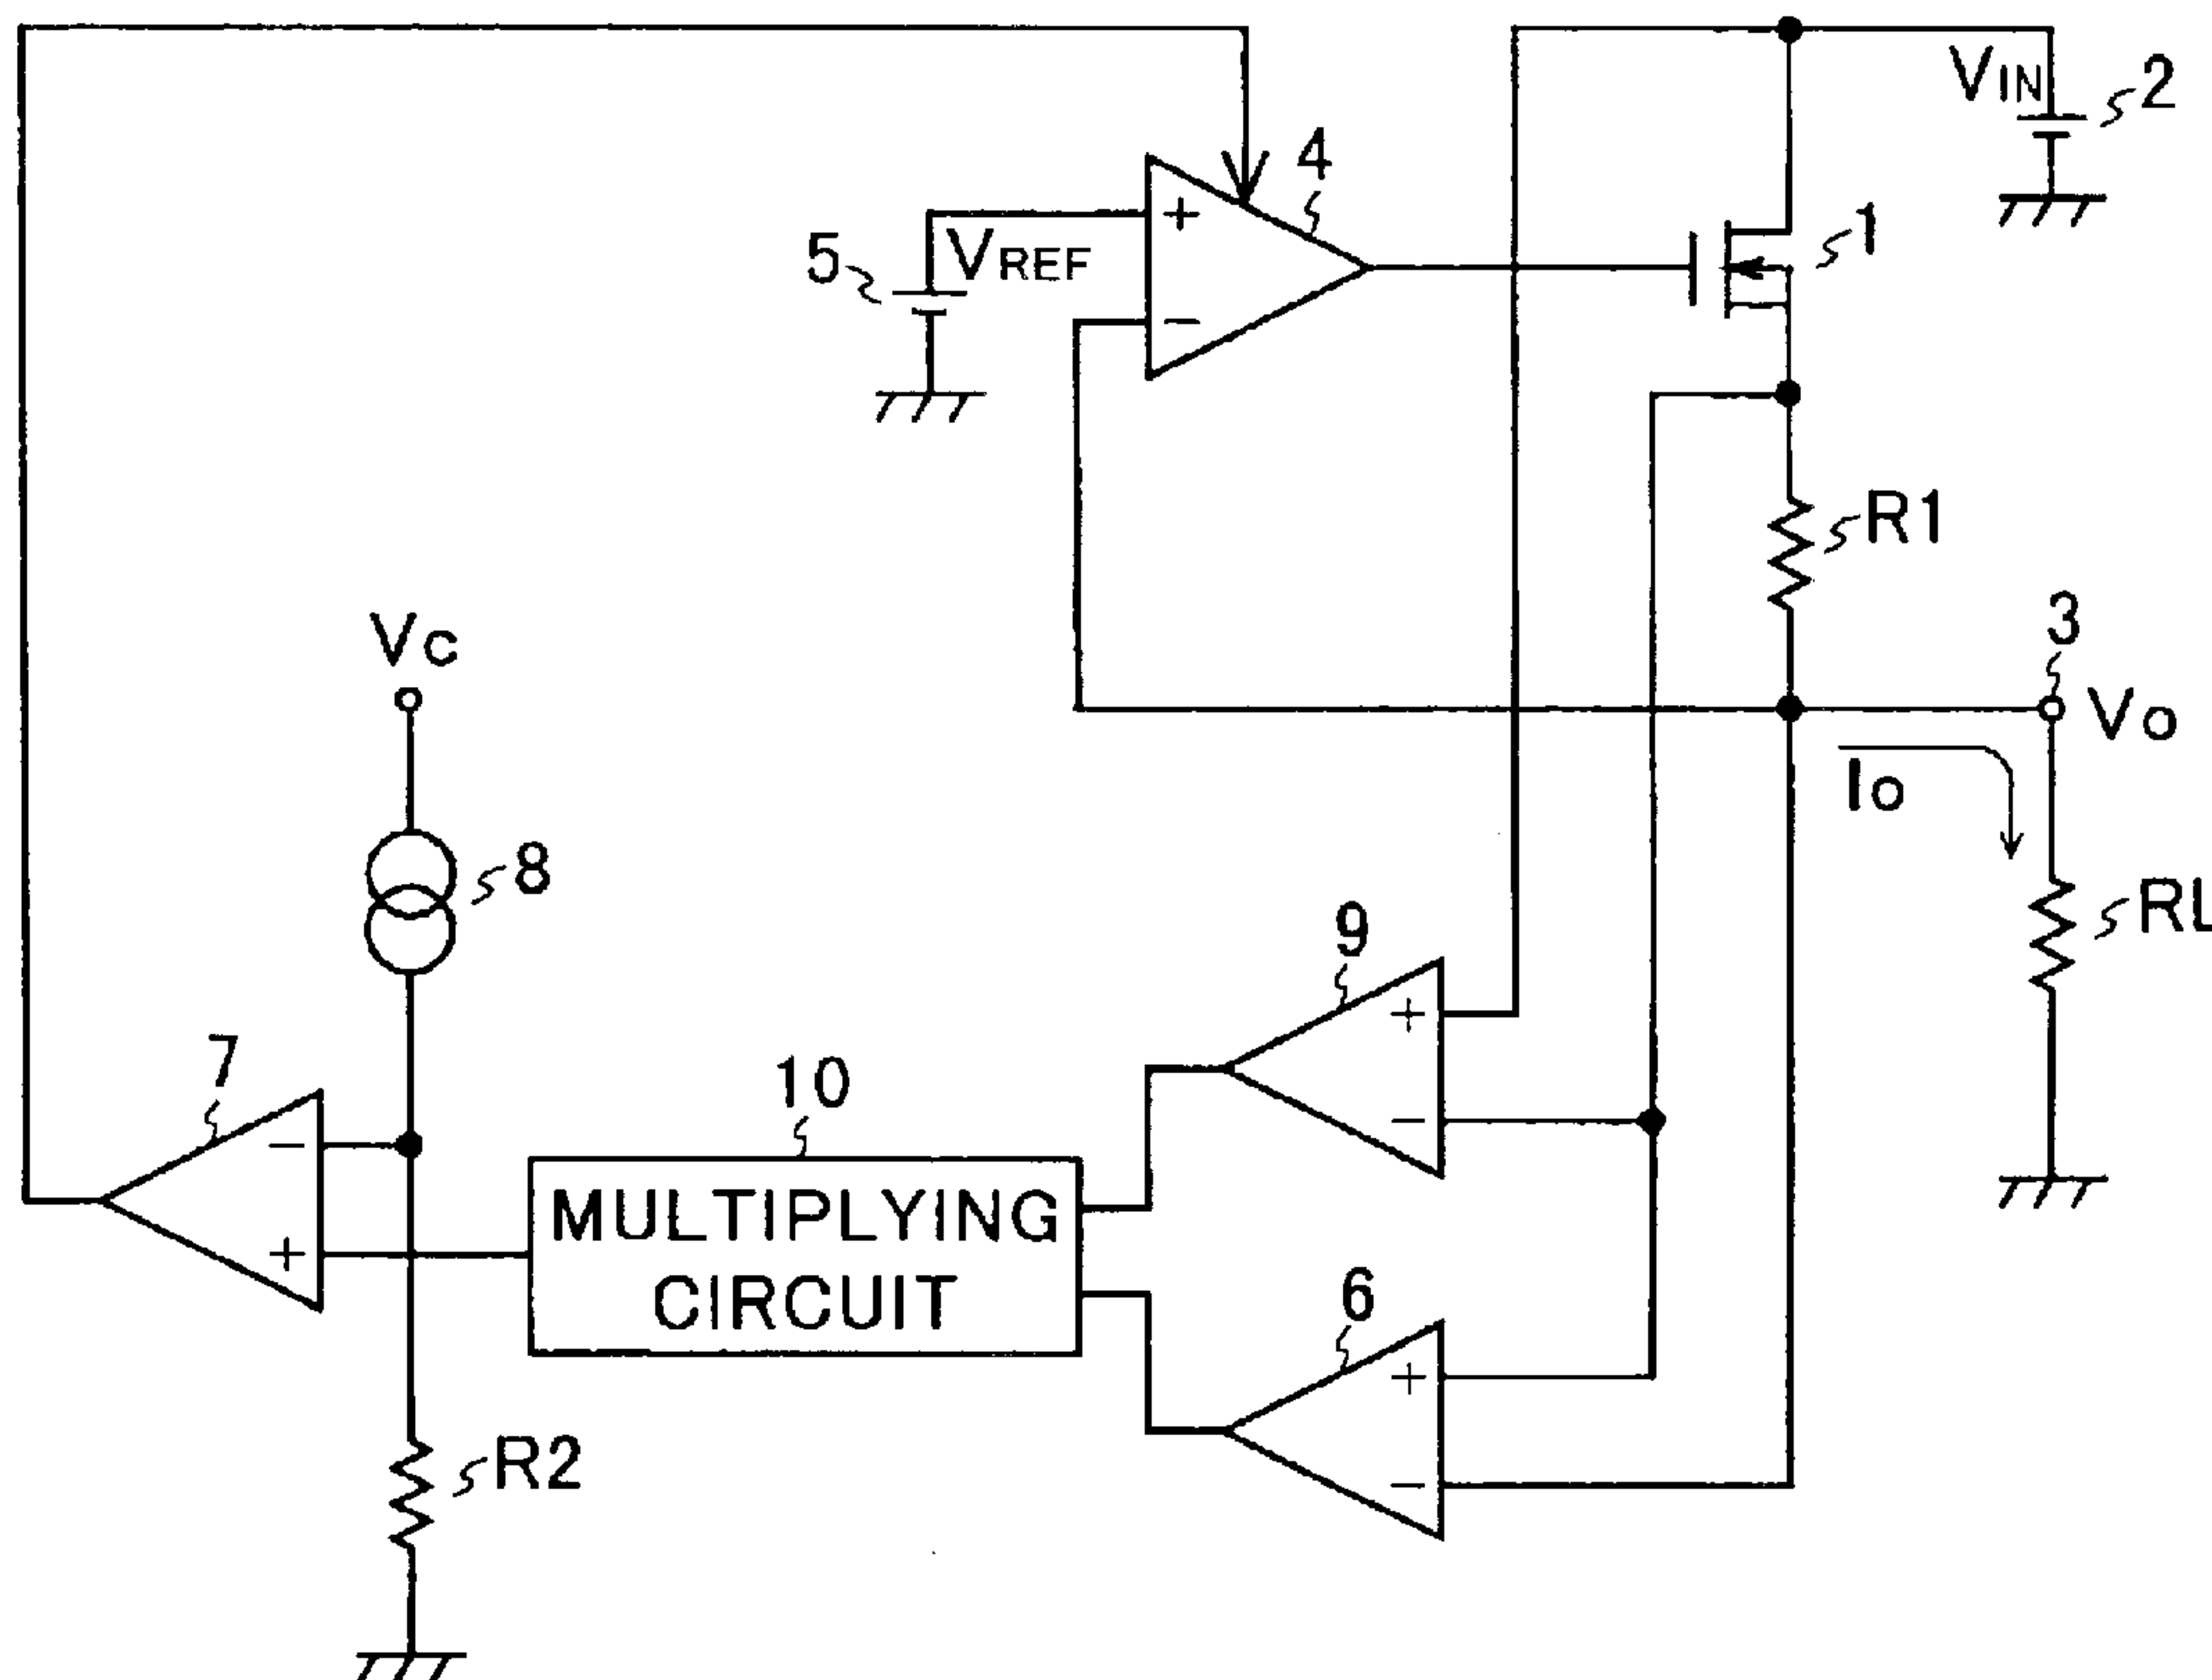 VIN
2
4
1
+
5
VREF
−
R1
3
Vc
Vo
Io
8
RL
9
+
7
10
−
−
MULTIPLYING
CIRCUIT
+
6
+
R2
−